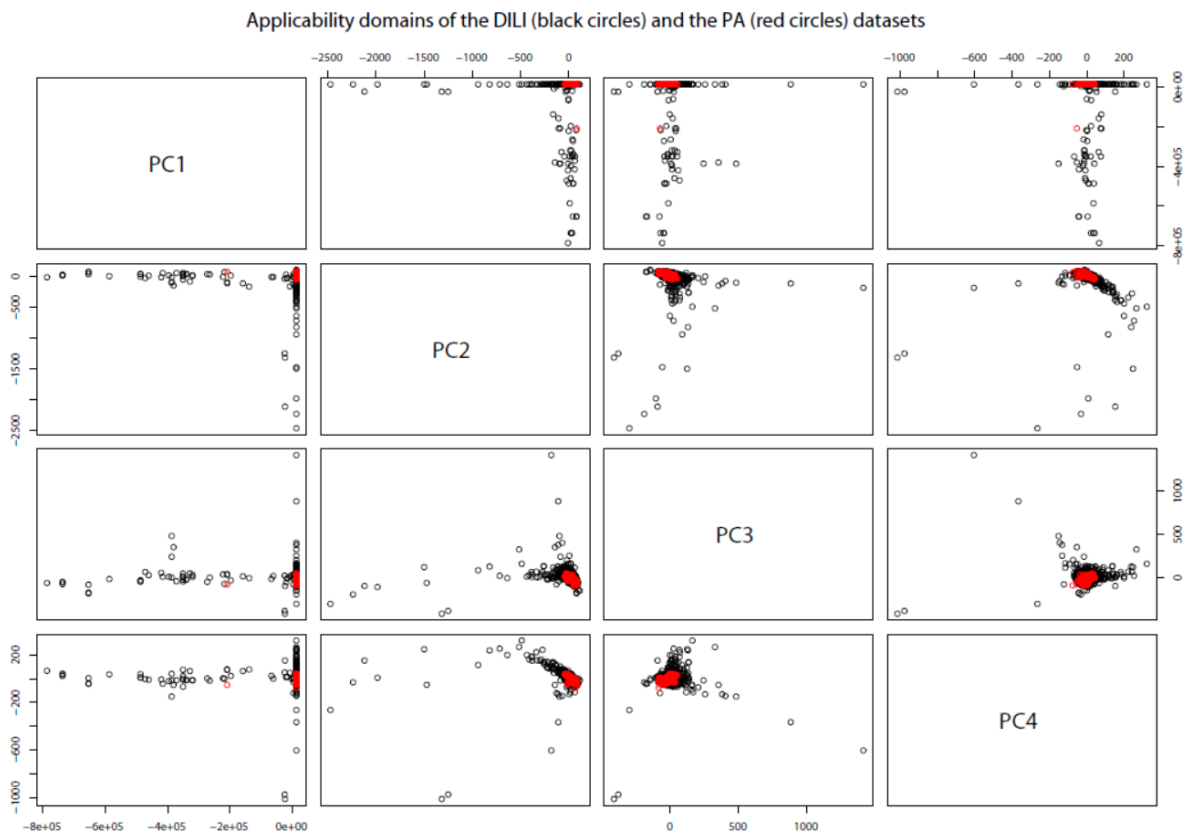 Applicability domains of the DILI (black circles) and the PA (red circles) datasets
-2500 -1500 -1000 -500 0 -1000 -600 -200 0 200
PC1
0e+00
-4e+05
-8e+05
0
-500
-1500
-2500
PC2
PC3
1000
500
0
200
-200
-600
-1000
PC4
-8e+05 -6e+05 -4e+05 -2e+05 0e+00 0 500 1000